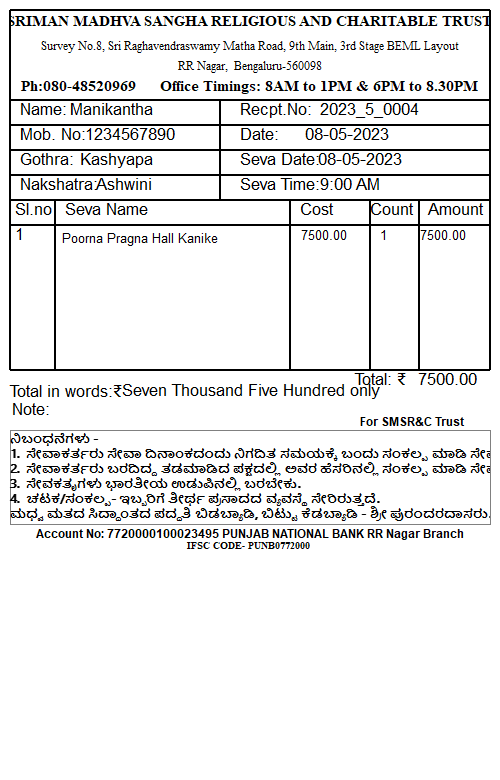 SRIMAN MADHVA SANGHA RELIGIOUS AND CHARITABLE TRUST
Survey No.8, Sri Raghavendraswamy Matha Road, 9th Main, 3rd Stage BEML Layout
RR Nagar, Bengaluru-560098
Ph:080-48520969 Office Timings: 8AM to 1PM & 6PM to 8.30PM
Name: Manikantha Recpt.No: 2023_5_0004
Mob. No:1234567890 Date: 08-05-2023
Gothra: Kashyapa Seva Date:08-05-2023
Nakshatra:Ashwini Seva Time:9:00 AM
Sl.no Seva Name Cost Count Amount
1 Poorna Pragna Hall Kanike 7500.00 1 7500.00
Total: ₹ 7500.00
Total in words:₹Seven Thousand Five Hundred only
Note:
For SMSR&C Trust
ನಿಬಂಧನೆಗಳು -
1. ಸೇವಾಕರ್ತರು ಸೇವಾ ದಿನಾಂಕದಂದು ನಿಗದಿತ ಸಮಯಕ್ಕೆ ಬಂದು ಸಂಕಲ್ಪ ಮಾಡಿ
2. ಸೇವಾಕರ್ತರು ಬರದಿದ್ದ ತಡಮಾಡಿದ ಪಕ್ಷದಲ್ಲಿ ಅವರ ಹೆಸರಿನಲ್ಲಿ ಸಂಕಲ್ಪ ಮಾಡಿ
3. ಸೇವಕತೃಗಳು ಭಾರತೀಯ ಉಡುಪಿನಲ್ಲಿ ಬರಬೇಕು.
4. ಚಟಕ/ಸಂಕಲ್ಪ- ಇಬ್ಬರಿಗೆ ತೀರ್ಥ ಪ್ರಸಾದದ ವ್ಯವಸ್ಥೆ ಸೇರಿರುತ್ತದೆ.
ಮಧ್ವ ಮತದ ಸಿದ್ಧಾಂತದ ಪದ್ಧತಿ ಬಿಡಬ್ಯಾಡಿ, ಬಿಟ್ಟು ಕೆಡಬ್ಯಾಡಿ - ಶ್ರೀ ಪುರಂದರದಾಸರು.
Account No: 7720000100023495 PUNJAB NATIONAL BANK RR Nagar Branch
IFSC CODE- PUNB0772000